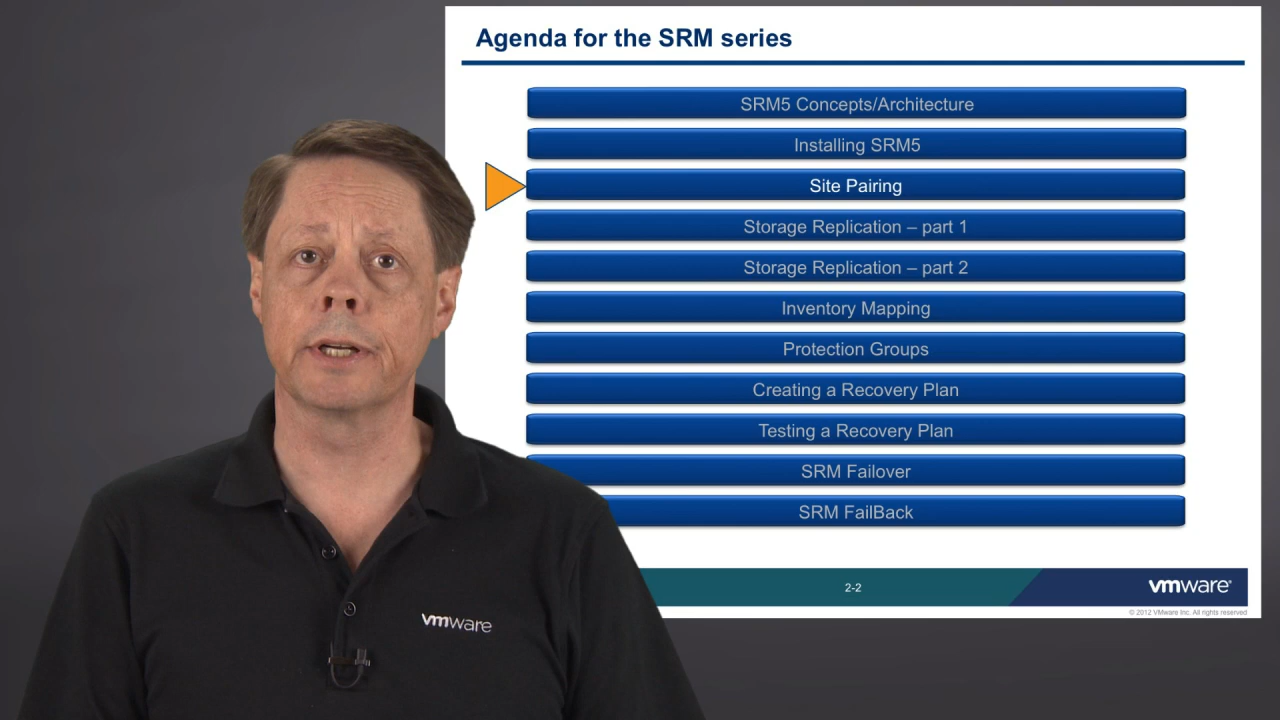 Agenda for the SRM series
SRM5 Concepts/Architecture
Installing SRM5
Site Pairing
Storage Replication – part 1
Storage Replication – part 2
Inventory Mapping
Protection Groups
Creating a Recovery Plan
Testing a Recovery Plan
SRM Failover
SRM FailBack
2-2
vmware®
© 2012 VMware Inc. All rights reserved
vmware